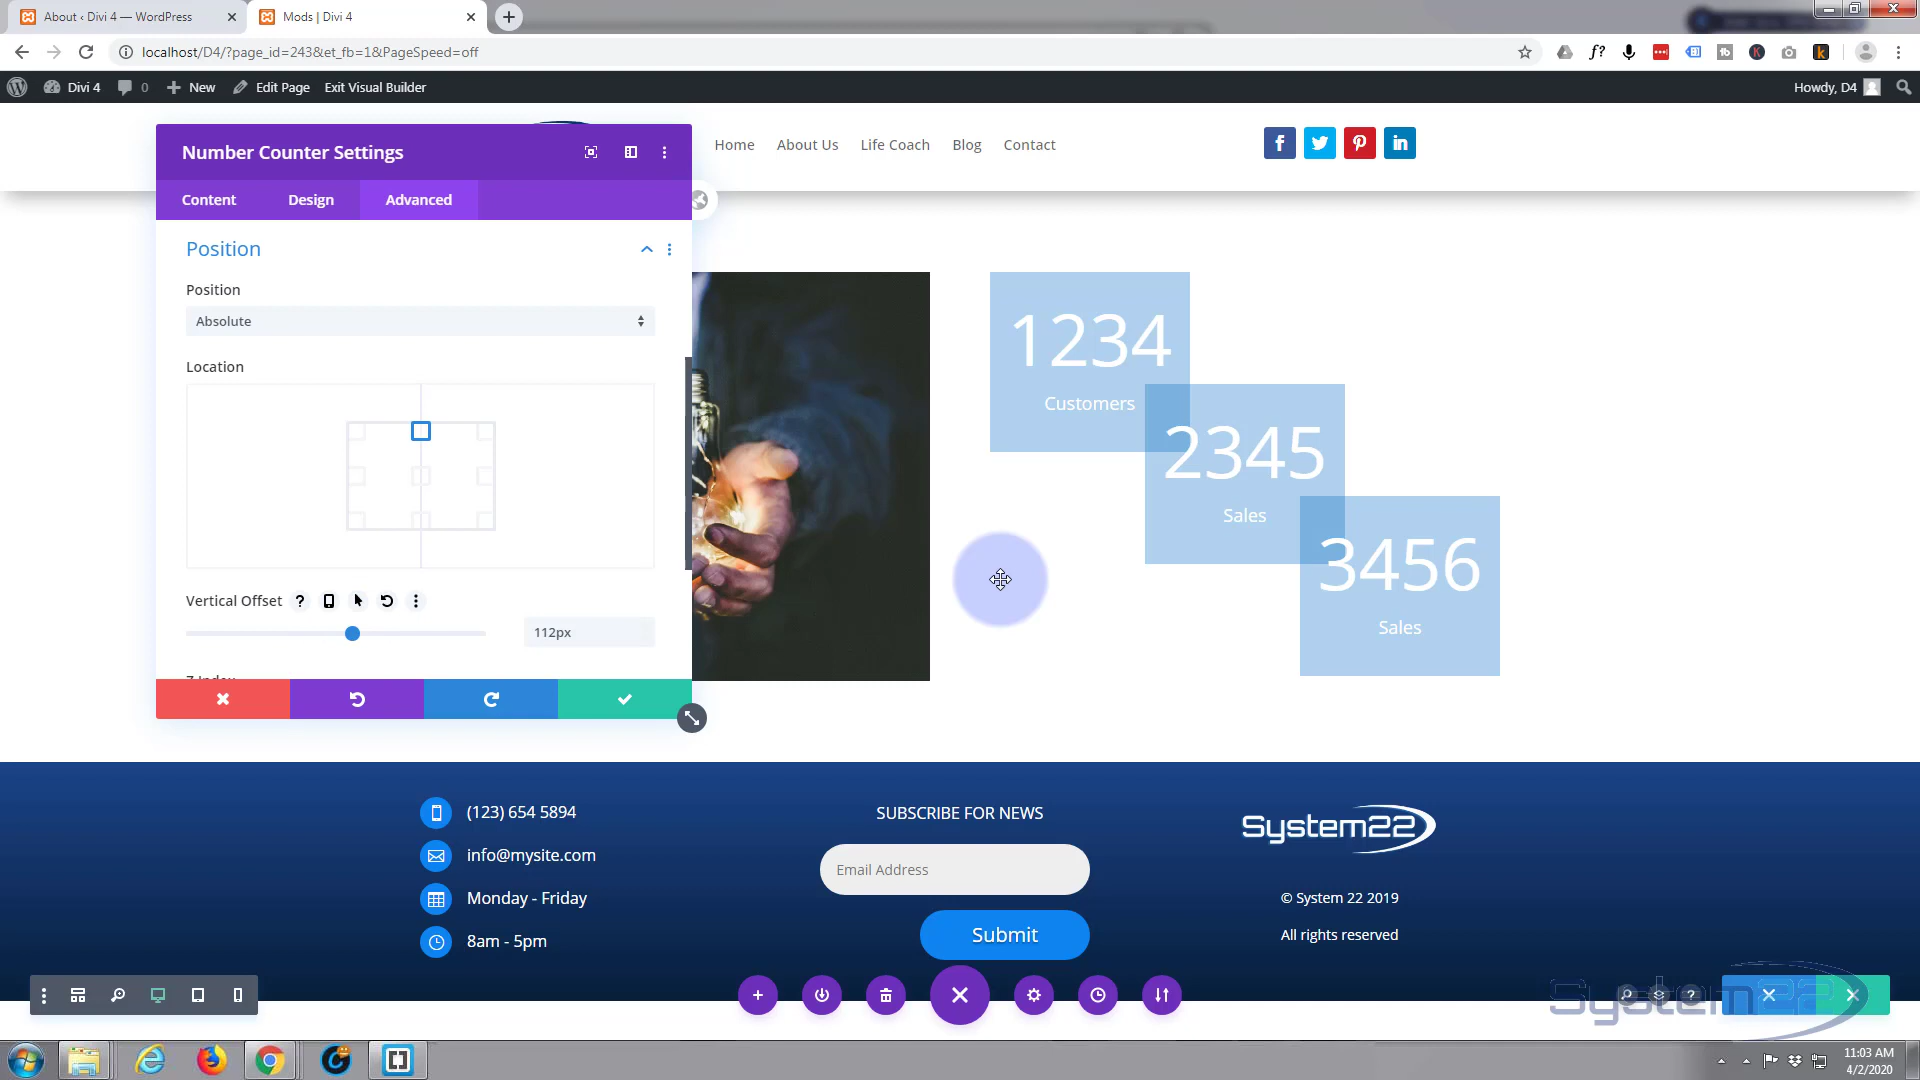 About ‹ Divi 4 — WordPress
Mods | Divi 4
localhost/D4/?page_id=243&et_fb=1&PageSpeed=off
Divi 4
0
New
Edit Page
Exit Visual Builder
Howdy, D4
Number Counter Settings
Content
Design
Advanced
Home
About Us
Life Coach
Blog
Contact
Position
Position
Absolute
Location
Vertical Offset
112px
1234
Customers
2345
Sales
3456
Sales
(123) 654 5894
info@mysite.com
Monday - Friday
8am - 5pm
SUBSCRIBE FOR NEWS
Email Address
Submit
System22
© System 22 2019
All rights reserved
System22
11:03 AM
4/2/2020